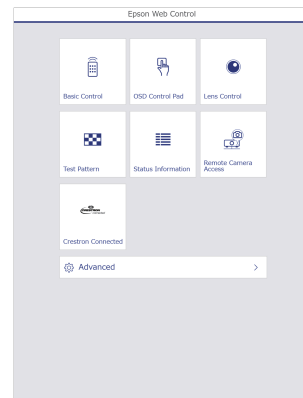 Epson Web Control
Basic Control
OSD Control Pad
Lens Control
Test Pattern
Status Information
Remote Camera
Access
CRESTRON
Crestron Connected
Advanced